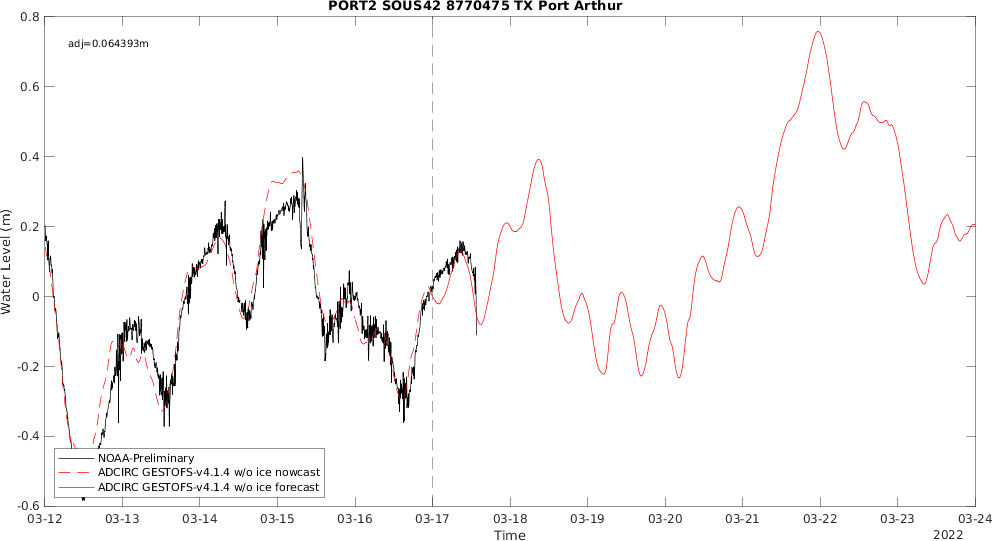 PORT2 SOUS42 8770475 TX Port Arthur
adj=0.064393m
0.8
0.6
0.4
0.2
0
-0.2
-0.4
-0.6
Water Level (m)
NOAA-Preliminary
ADCIRC GESTOFS-v4.1.4 w/o ice nowcast
ADCIRC GESTOFS-v4.1.4 w/o ice forecast
03-12 03-13 03-14 03-15 03-16 03-17 03-18 03-19 03-20 03-21 03-22 03-23 03-24
Time
2022